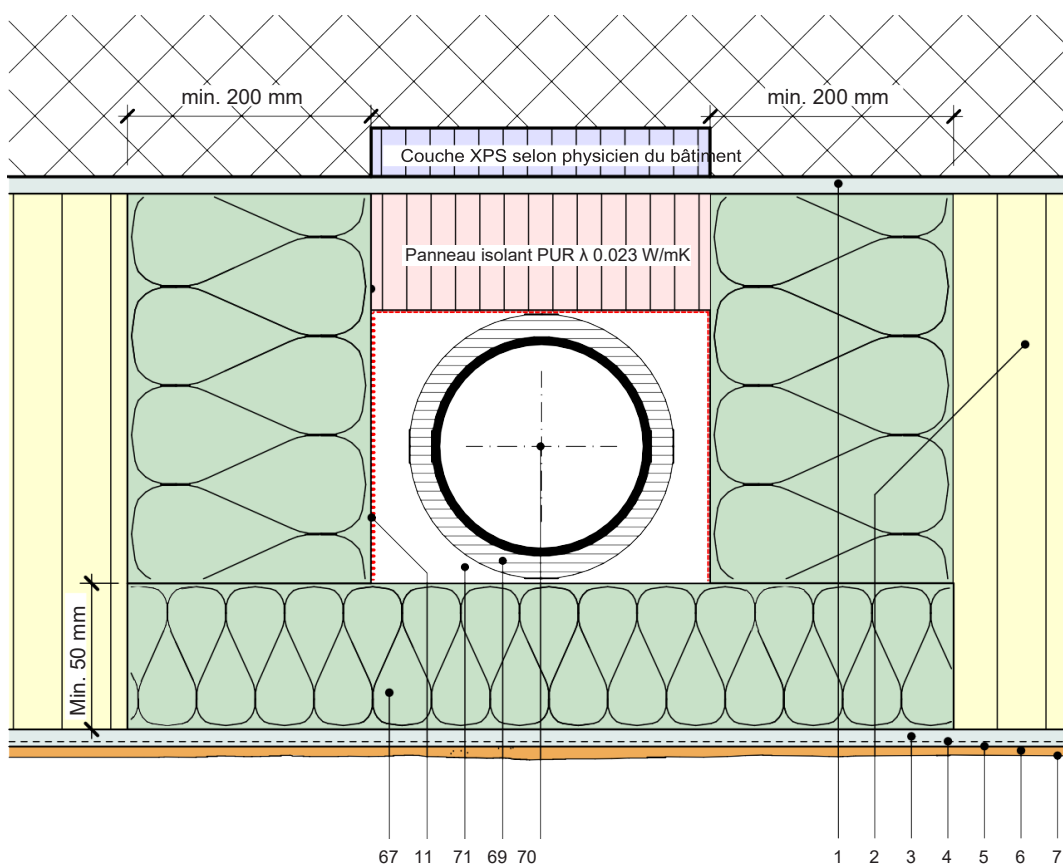 min. 200 mm
min. 200 mm
Couche XPS selon physicien du bâtiment
Panneau isolant PUR λ 0.023 W/mK
Min. 50 mm
67 11 71 69 70 1 2 3 4 5 6 7